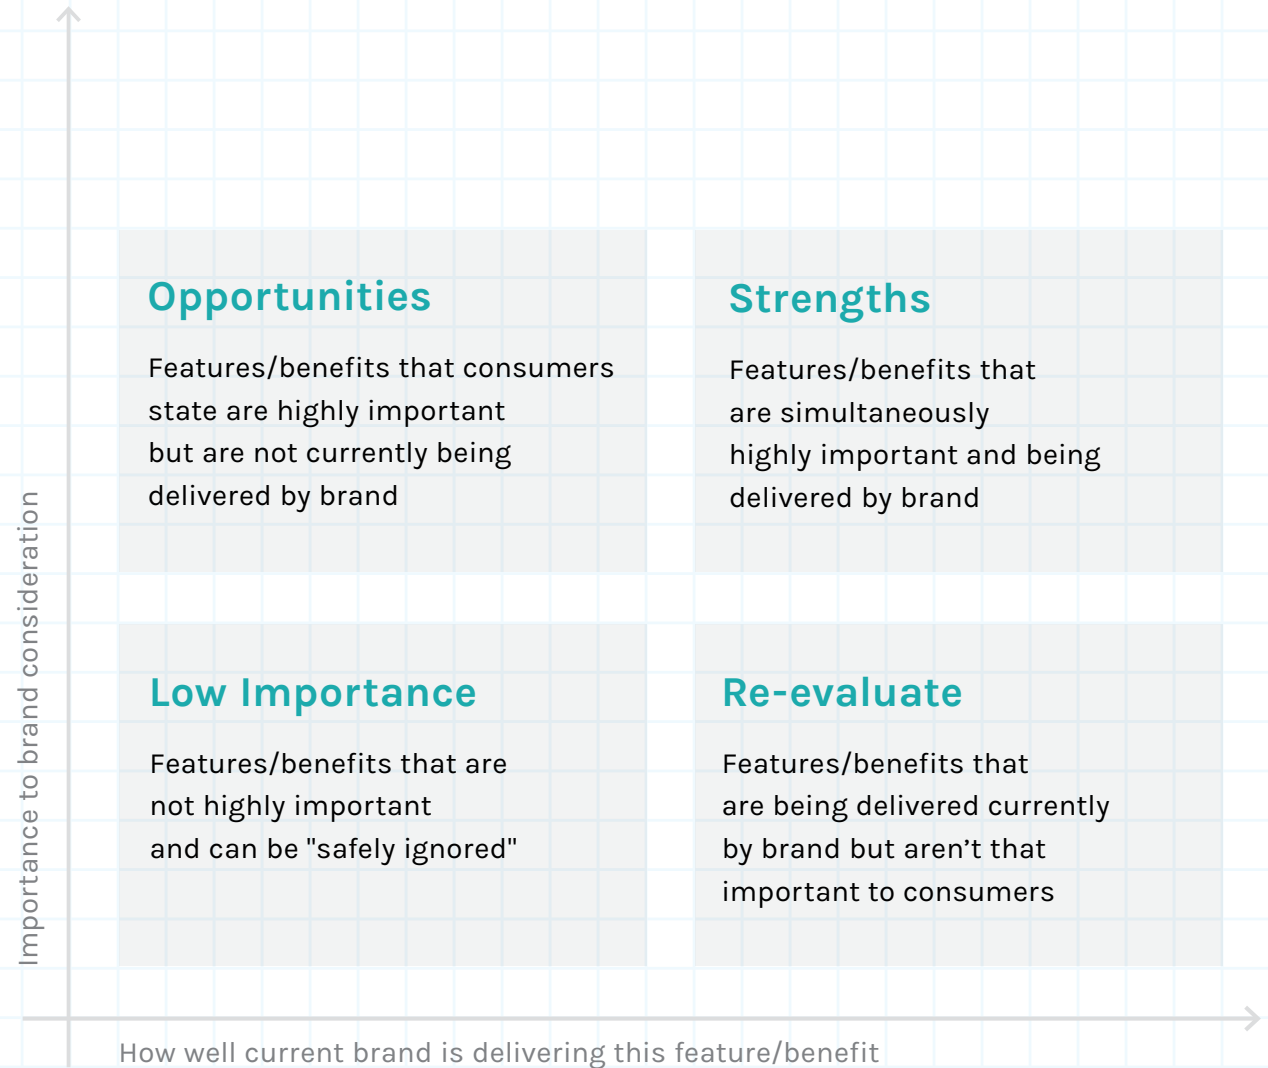 Opportunities
Features/benefits that consumers
state are highly important
but are not currently being
delivered by brand
Strengths
Features/benefits that
are simultaneously
highly important and being
delivered by brand
Low Importance
Features/benefits that are
not highly important
and can be "safely ignored"
Re-evaluate
Features/benefits that
are being delivered currently
by brand but aren’t that
important to consumers
Importance to brand consideration
How well current brand is delivering this feature/benefit